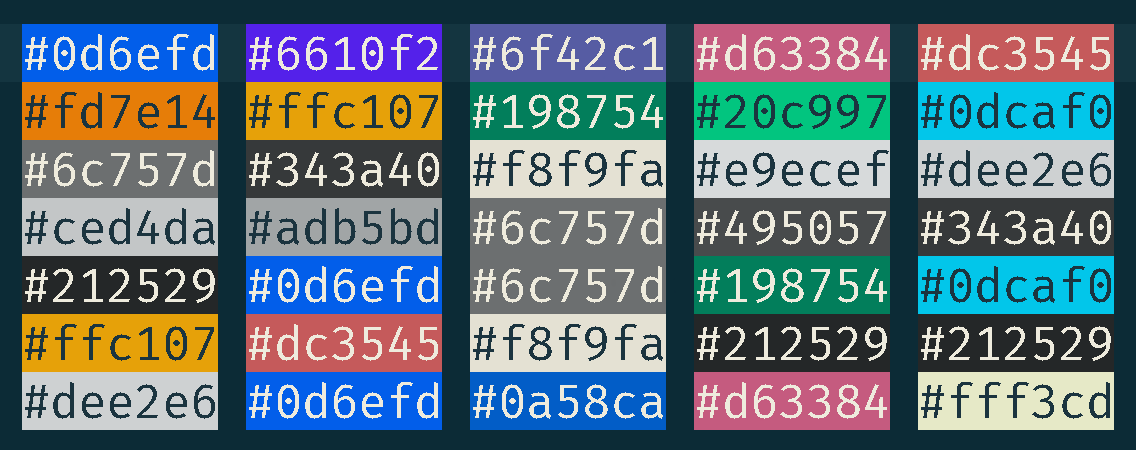 #0d6efd #6610f2 #6f42c1 #d63384 #dc3545
#fd7e14 #ffc107 #198754 #20c997 #0dcaf0
#6c757d #343a40 #f8f9fa #e9ecef #dee2e6
#ced4da #adb5bd #6c757d #495057 #343a40
#212529 #0d6efd #6c757d #198754 #0dcaf0
#ffc107 #dc3545 #f8f9fa #212529 #212529
#dee2e6 #0d6efd #0a58ca #d63384 #fff3cd